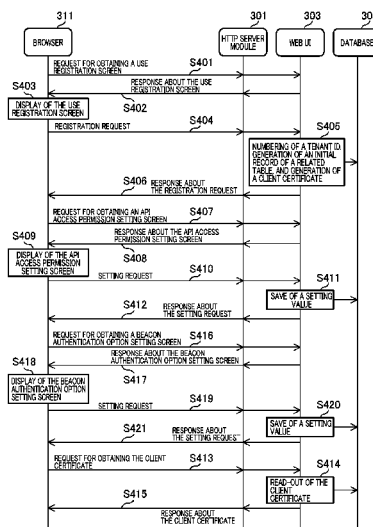 311
301
303
30
BROWSER
HTTP SERVER
MODULE
WEB UI
DATABASE
REQUEST FOR OBTAINING A USE
REGISTRATION SCREEN
S401
RESPONSE ABOUT THE USE
REGISTRATION SCREEN
S402
S403
DISPLAY OF THE USE
REGISTRATION SCREEN
REGISTRATION REQUEST
S404
S405
NUMBERING OF A TENANT ID,
GENERATION OF AN INITIAL
RECORD OF A RELATED
TABLE, AND GENERATION OF
A CLIENT CERTIFICATE
S406
RESPONSE ABOUT
THE REGISTRATION REQUEST
REQUEST FOR OBTAINING AN API
ACCESS PERMISSION SETTING SCREEN
S407
RESPONSE ABOUT THE API ACCESS
PERMISSION SETTING SCREEN
S408
S409
DISPLAY OF THE API
ACCESS PERMISSION
SETTING SCREEN
SETTING REQUEST
S410
S411
SAVE OF A SETTING
VALUE
S412
RESPONSE ABOUT
THE SETTING REQUEST
REQUEST FOR OBTAINING A BEACON
AUTHENTICATION OPTION SETTING SCREEN
S416
RESPONSE ABOUT THE BEACON
AUTHENTICATION OPTION SETTING SCREEN
S417
S418
DISPLAY OF THE BEACON
AUTHENTICATION OPTION
SETTING SCREEN
SETTING REQUEST
S419
S420
SAVE OF A SETTING
VALUE
S421
RESPONSE ABOUT
THE SETTING REQUEST
REQUEST FOR OBTAINING THE CLIENT
CERTIFICATE
S413
S414
READ-OUT OF THE
CLIENT
CERTIFICATE
S415
RESPONSE ABOUT
THE CLIENT CERTIFICATE